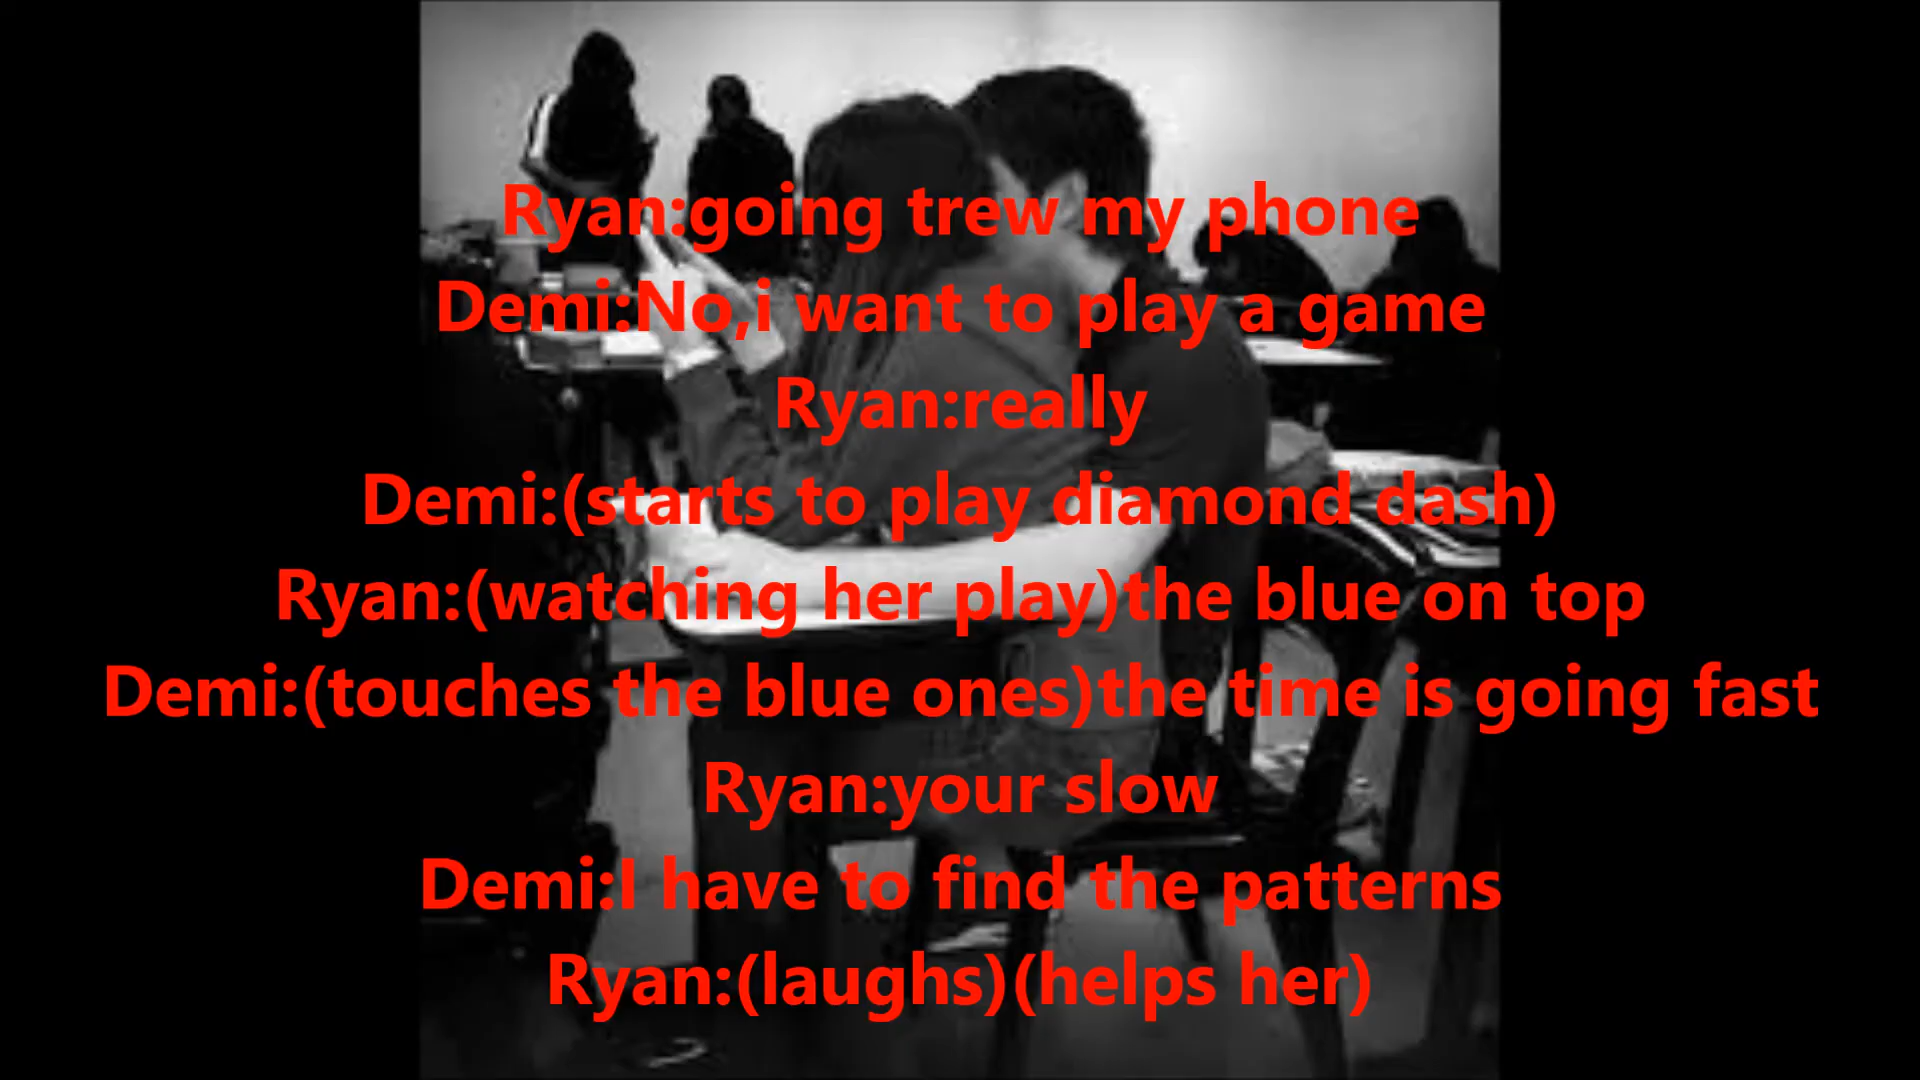 Ryan:going trew my phone
Demi:No,i want to play a game
Ryan:really
Demi:(starts to play diamond dash)
Ryan:(watching her play)the blue on top
Demi:(touches the blue ones)the time is going fast
Ryan:your slow
Demi:I have to find the patterns
Ryan:(laughs)(helps her)